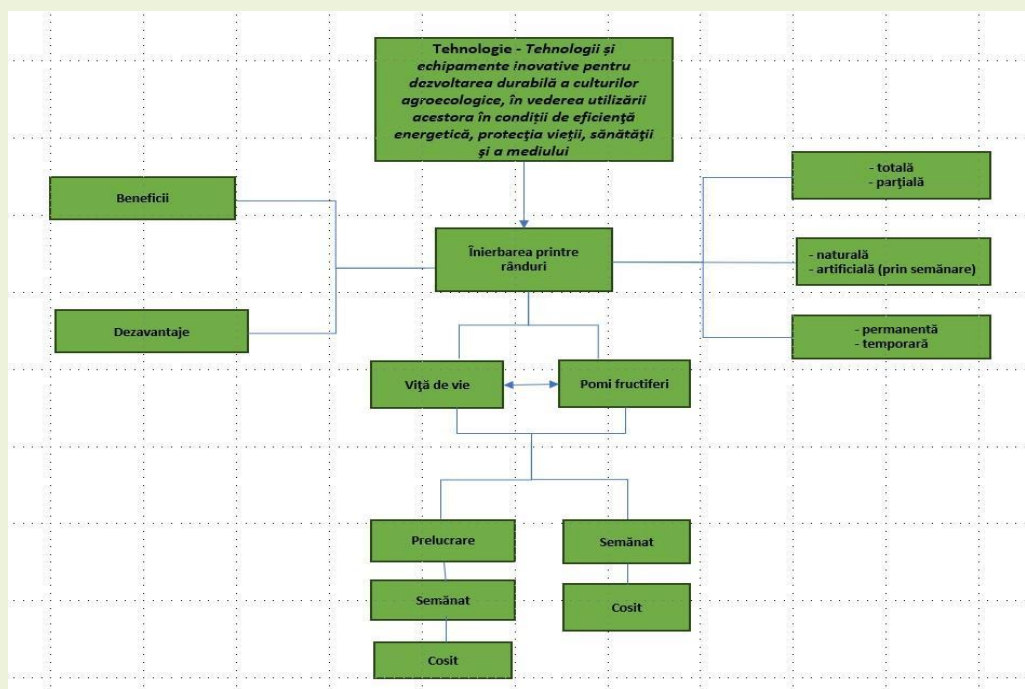 Tehnologie - Tehnologii și
echipamente inovative pentru
dezvoltarea durabilă a culturilor
agroecologice, în vederea utilizării
acestora în condiții de eficiență
energetică, protecția vieții, sănătății
și a mediului
Beneficii
Dezavantaje
Înierbarea printre
rânduri
- totală
- parțială
- naturală
- artificială (prin semănare)
- permanentă
- temporară
Viță de vie
Pomi fructiferi
Prelucrare
Semănat
Cosit
Semănat
Cosit